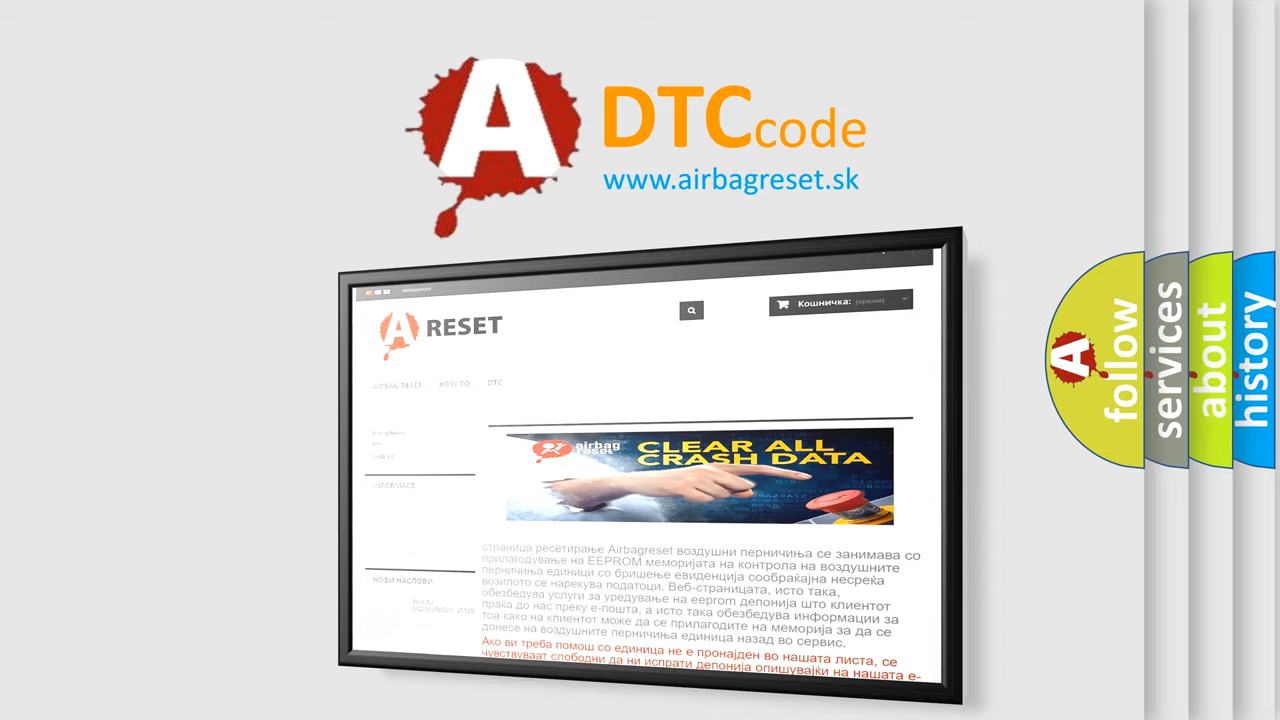 A
DTCcode
www.airbagreset.sk
A RESET
Кошничка: (празни)
AIRBAG RESET HOW TO DTC
INFORMACE
airbag
reset
CLEAR ALL
CRASH DATA
страница ресетирање Airbagreset воздушни перничиња се занимава со
прилагодување на EEPROM меморијата на контрола на воздушните
перничиња единици со бришење евиденција сообраќајна несреќа
возилото се нарекува податоци. Веб-страницата, исто така,
обезбедува услуги за уредување на eeprom депонија што клиентот
праќа до нас преку е-пошта, а исто така обезбедува информации за
тоа како на клиентот може да се прилагодите на меморија за да се
донесе на воздушните перничиња единица назад во сервис.
Ако ви треба помош со единица не е пронајден во нашата листа, се
чувствуваат слободни да ни испрати депонија опишувајќи на нашата е-
НОВИ НАСЛОВИ
A
follow
services
about
history